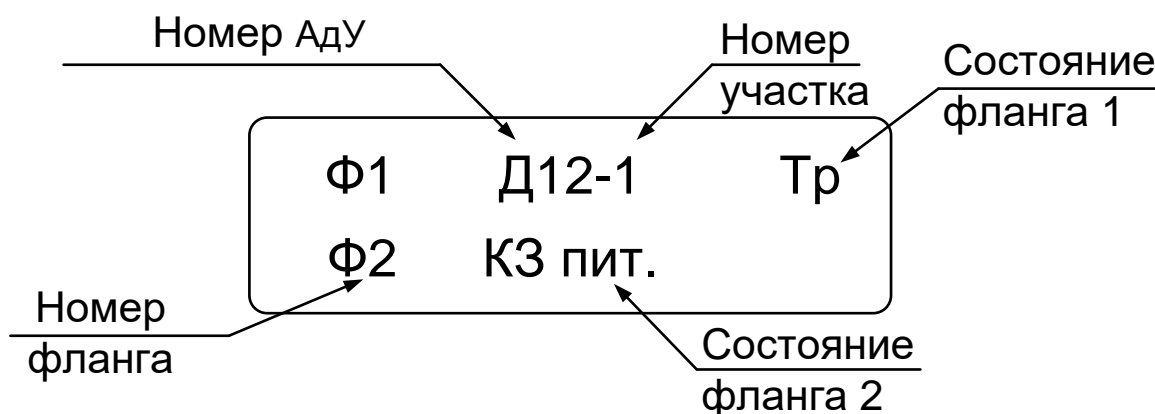 Номер АдУ
Номер
участка
Состояние
фланга 1
Ф1 Д12-1 Тр
Ф2 КЗ пит.
Номер
фланга
Состояние
фланга 2